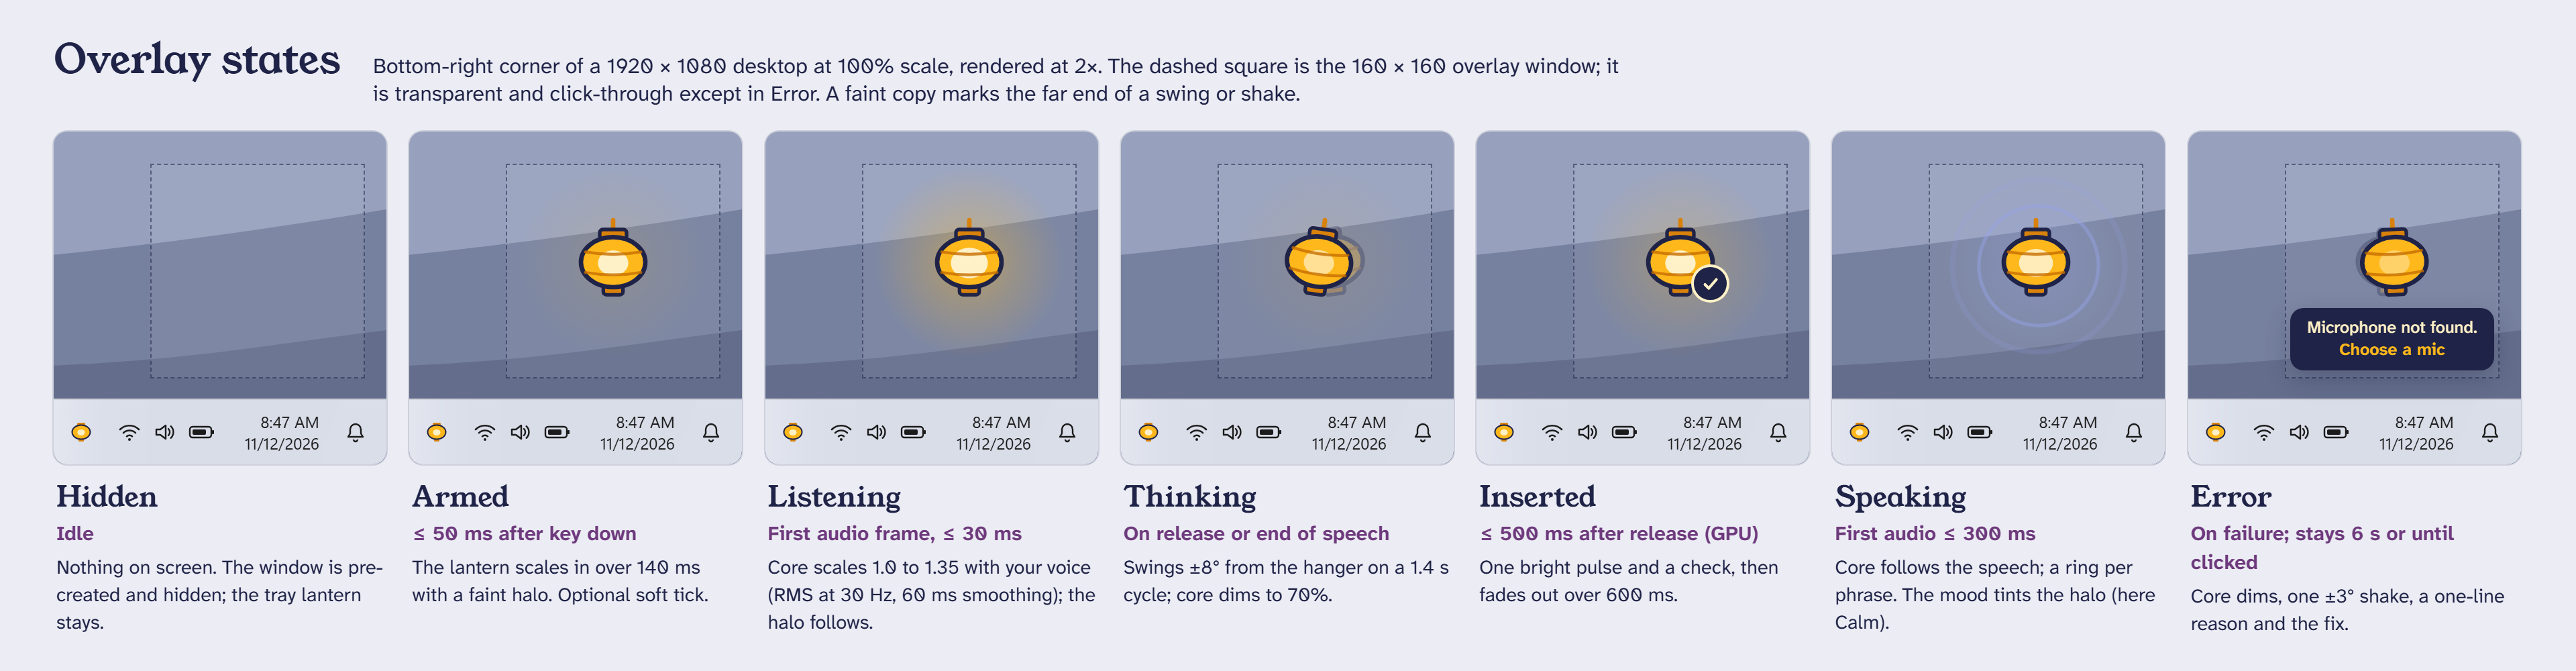 Overlay states
Bottom-right corner of a 1920 × 1080 desktop at 100% scale, rendered at 2×. The dashed square is the 160 × 160 overlay window; it
is transparent and click-through except in Error. A faint copy marks the far end of a swing or shake.
8:47 AM
11/12/2026
Hidden
Idle
Nothing on screen. The window is pre-
created and hidden; the tray lantern
stays.
8:47 AM
11/12/2026
Armed
≤ 50 ms after key down
The lantern scales in over 140 ms
with a faint halo. Optional soft tick.
8:47 AM
11/12/2026
Listening
First audio frame, ≤ 30 ms
Core scales 1.0 to 1.35 with your voice
(RMS at 30 Hz, 60 ms smoothing); the
halo follows.
8:47 AM
11/12/2026
Thinking
On release or end of speech
Swings ±8° from the hanger on a 1.4 s
cycle; core dims to 70%.
8:47 AM
11/12/2026
Inserted
≤ 500 ms after release (GPU)
One bright pulse and a check, then
fades out over 600 ms.
8:47 AM
11/12/2026
Speaking
First audio ≤ 300 ms
Core follows the speech; a ring per
phrase. The mood tints the halo (here
Calm).
Microphone not found.
Choose a mic
8:47 AM
11/12/2026
Error
On failure; stays 6 s or until
clicked
Core dims, one ±3° shake, a one-line
reason and the fix.